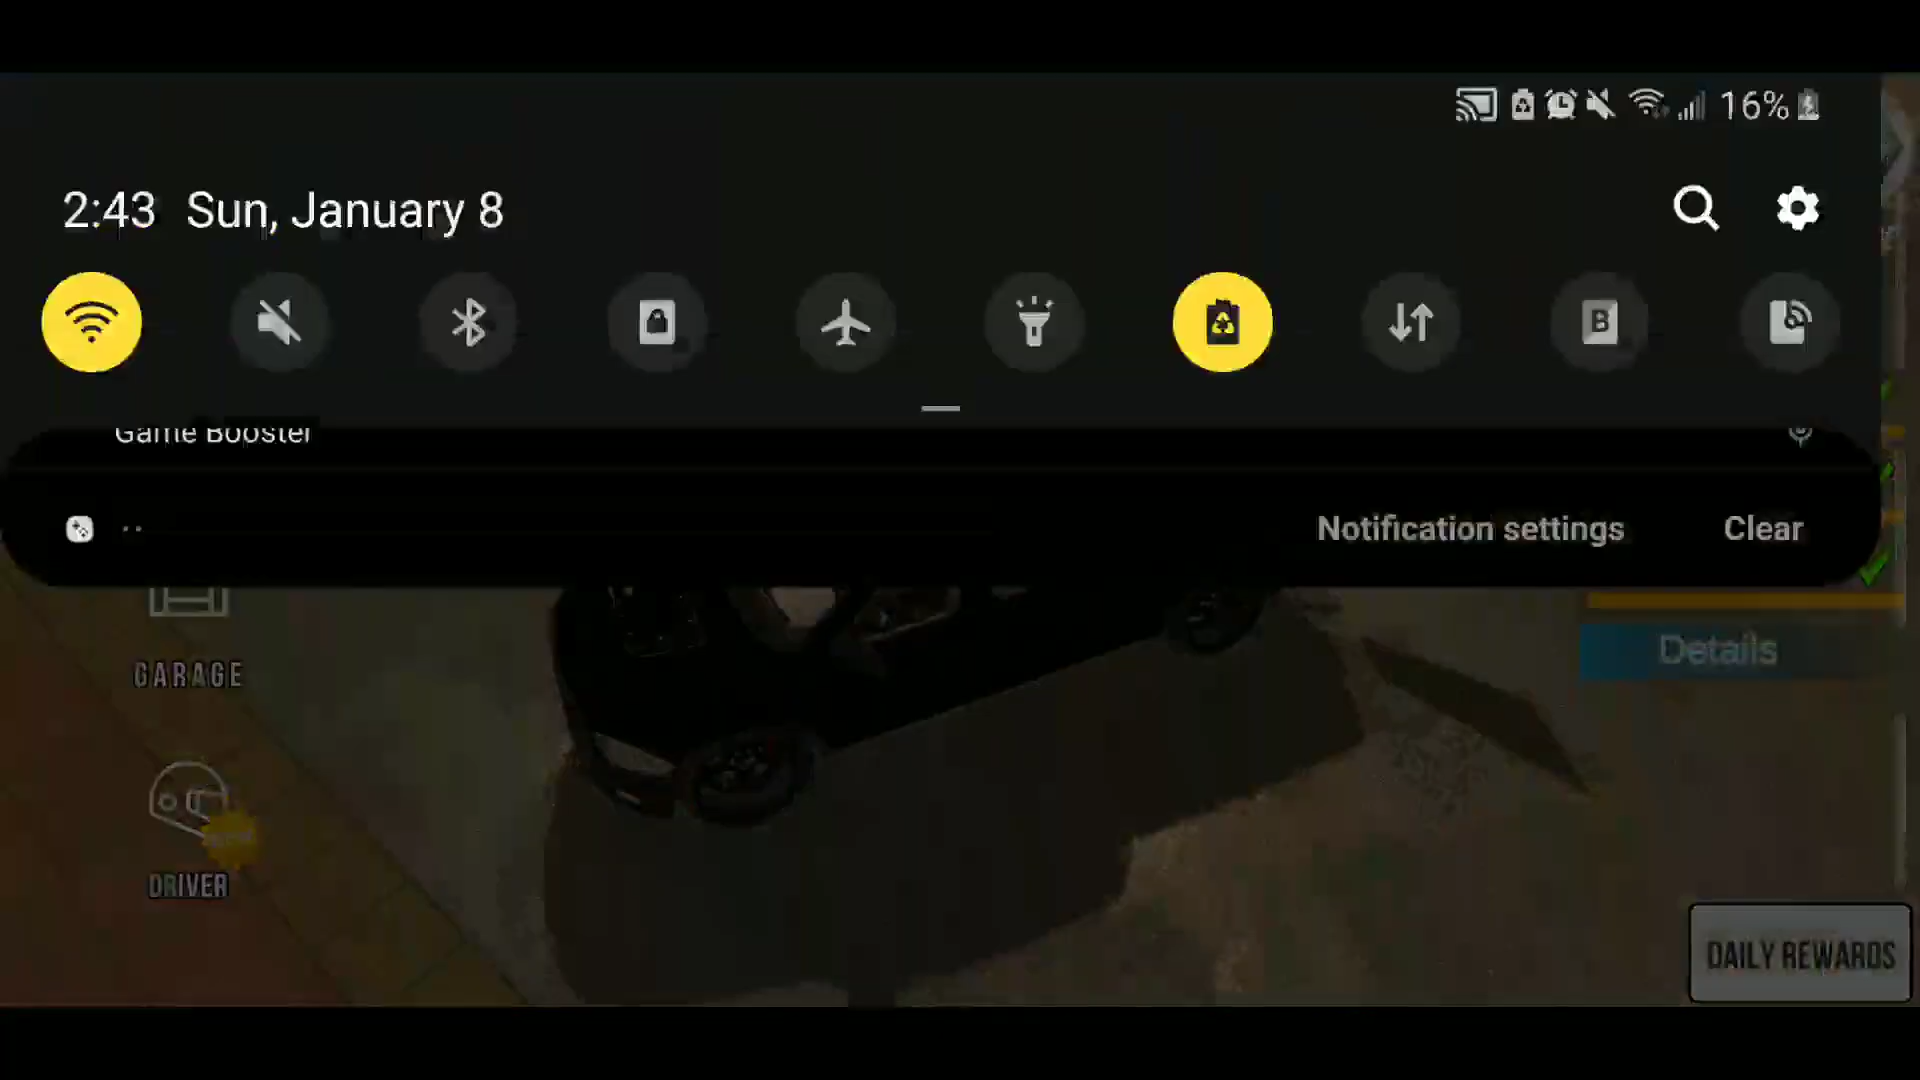 16%
2:43 Sun, January 8
B
Game Booster
Notification settings Clear
GARAGE
Details
DRIVER
DAILY REWARDS